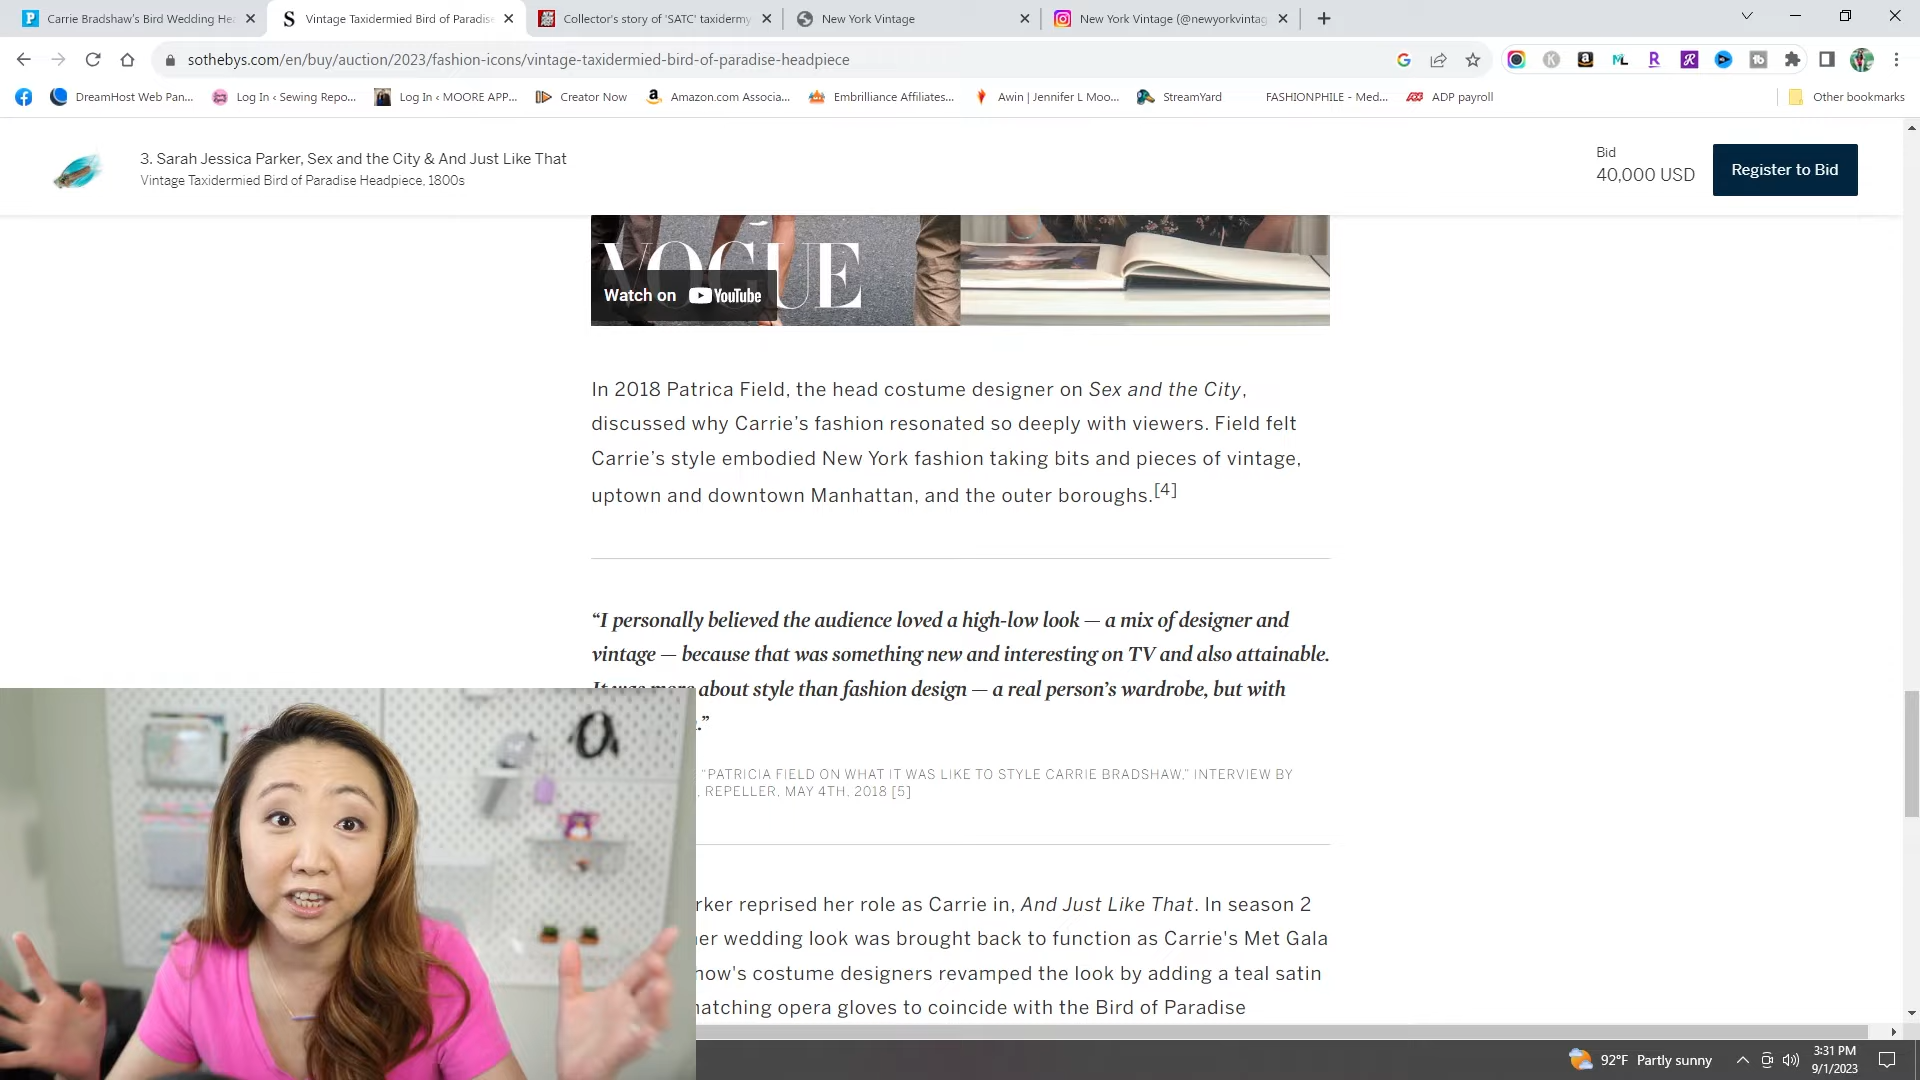 Carrie Bradshaw's Bird Wedding He
Vintage Taxidermied Bird of Paradise
Collector's story of 'SATC' taxidermy
New York Vintage
New York Vintage (@newyorkvintag
sothebys.com/en/buy/auction/2023/fashion-icons/vintage-taxidermied-bird-of-paradise-headpiece
DreamHost Web Pan...
Log In ‹ Sewing Repo...
Log In ‹ MOORE APP...
Creator Now
Amazon.com Associa...
Embrilliance Affiliates...
Awin | Jennifer L Moo...
StreamYard
FASHIONPHILE - Med...
ADP payroll
Other bookmarks
3. Sarah Jessica Parker, Sex and the City & And Just Like That
Vintage Taxidermied Bird of Paradise Headpiece, 1800s
Bid
40,000 USD
Register to Bid
VOGUE
Watch on YouTube
In 2018 Patrica Field, the head costume designer on Sex and the City,
discussed why Carrie's fashion resonated so deeply with viewers. Field felt
Carrie's style embodied New York fashion taking bits and pieces of vintage,
uptown and downtown Manhattan, and the outer boroughs.[4]
“I personally believed the audience loved a high-low look — a mix of designer and
vintage — because that was something new and interesting on TV and also attainable.
It was more about style than fashion design — a real person's wardrobe, but with
.”
“PATRICIA FIELD ON WHAT IT WAS LIKE TO STYLE CARRIE BRADSHAW,” INTERVIEW BY
, REPELLER, MAY 4TH, 2018 [5]
rker reprised her role as Carrie in, And Just Like That. In season 2
er wedding look was brought back to function as Carrie's Met Gala
how's costume designers revamped the look by adding a teal satin
matching opera gloves to coincide with the Bird of Paradise
92°F Partly sunny
3:31 PM
9/1/2023